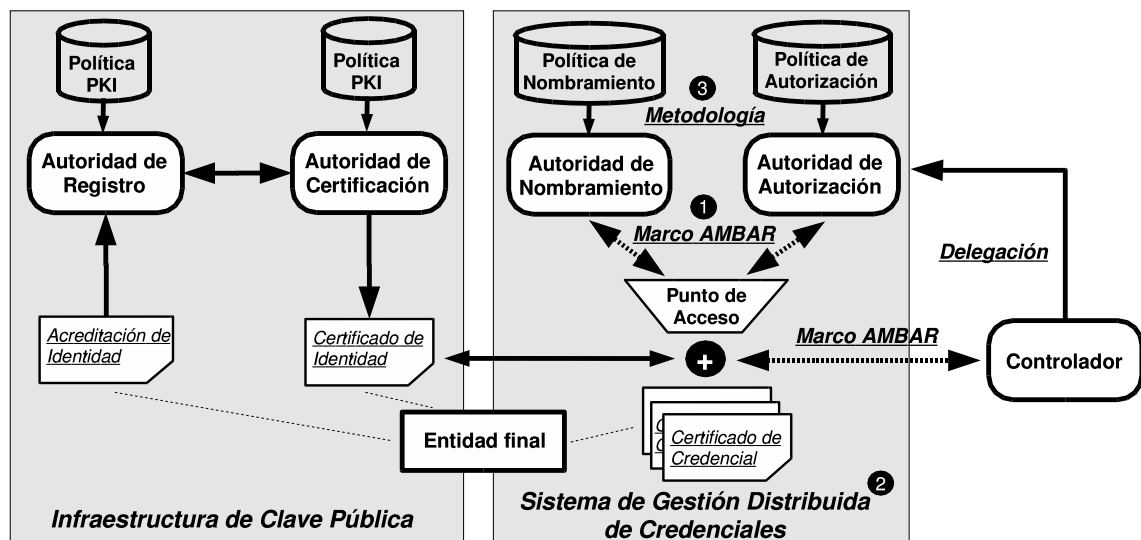 Política
PKI
Política
PKI
Política de
Nombramiento
Política de
Autorización
3
Metodología
Autoridad de
Registro
Autoridad de
Certificación
Autoridad de
Nombramiento
Autoridad de
Autorización
1
Marco AMBAR
Delegación
Punto de
Acceso
Acreditación de
Identidad
Certificado de
Identidad
Marco AMBAR
+
Controlador
Entidad final
C
C
Certificado de
Credencial
Infraestructura de Clave Pública
Sistema de Gestión Distribuida
de Credenciales
2